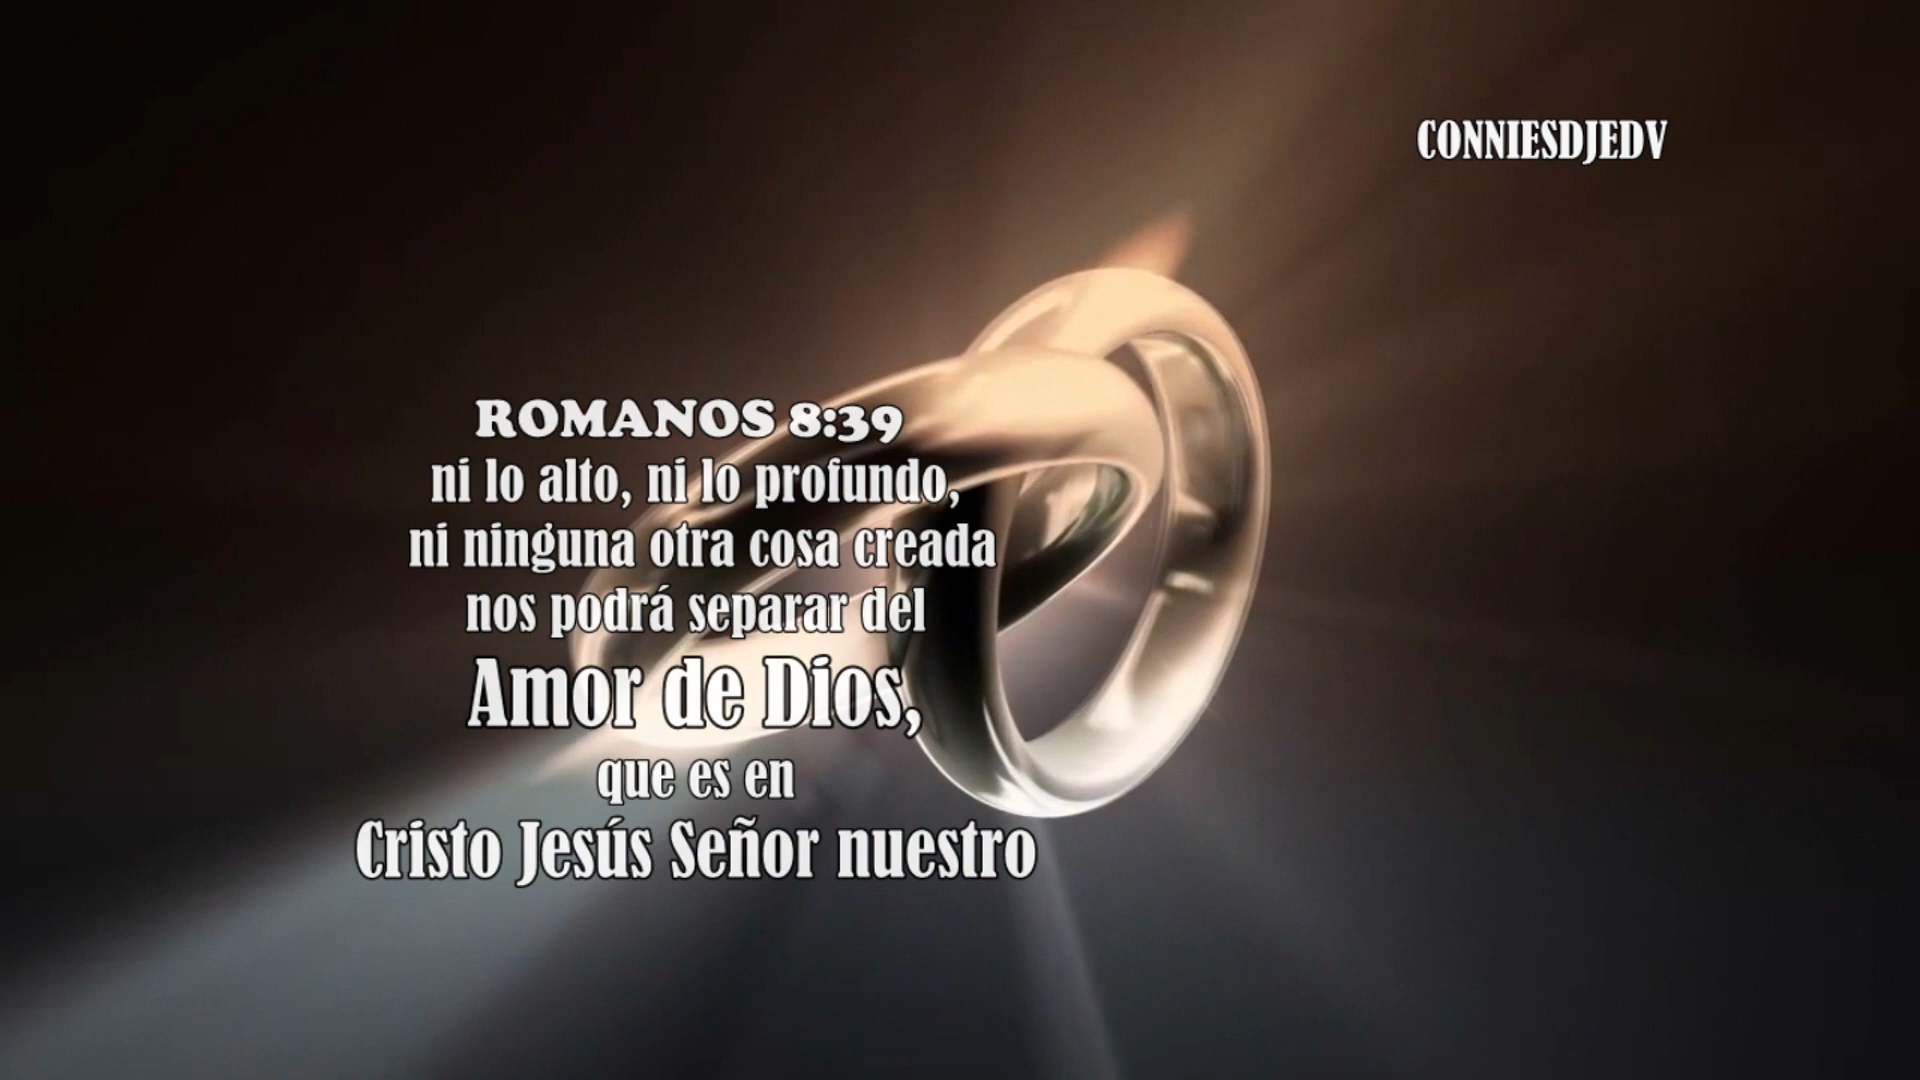 CONNIESDJEDV
ROMANOS 8:39
ni lo alto, ni lo profundo,
ni ninguna otra cosa creada
nos podrá separar del
Amor de Dios,
que es en
Cristo Jesús Señor nuestro